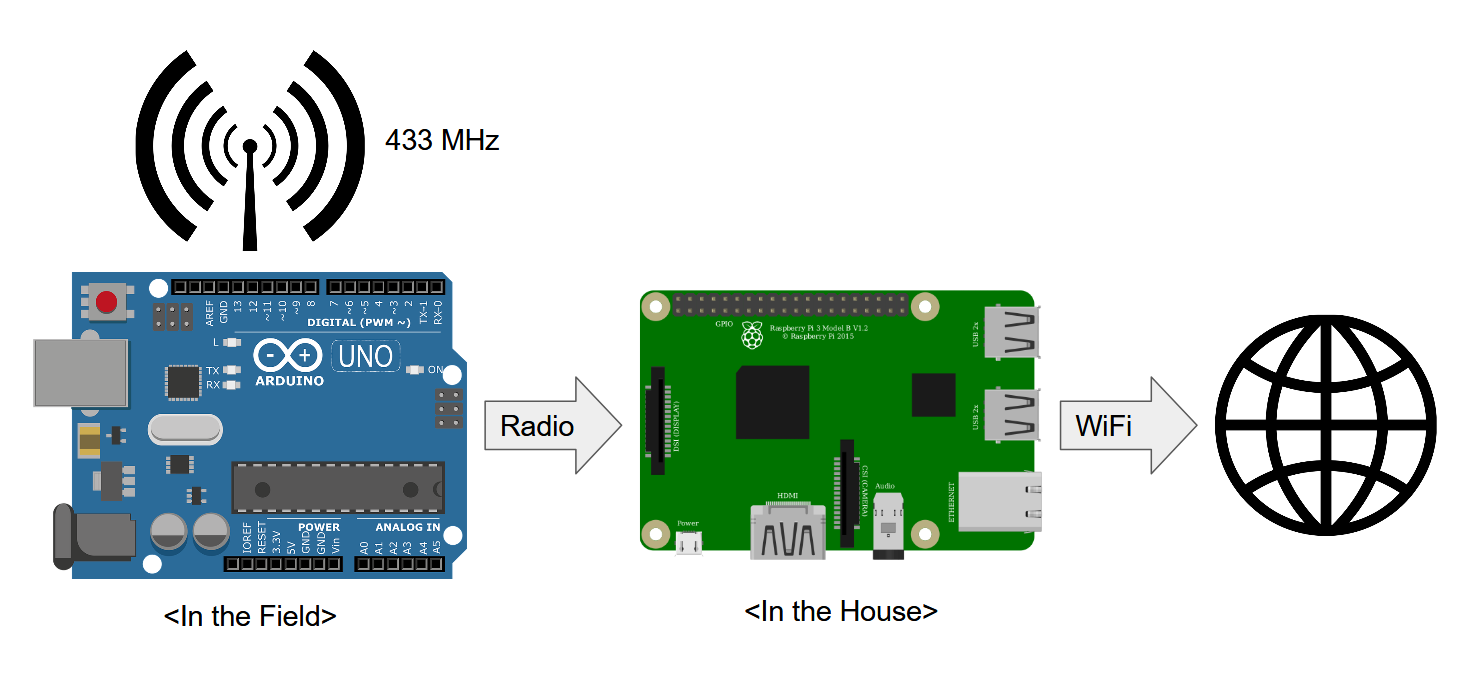 433 MHz
AREF
GND
13
12
~11
~10
~9
8
7
~6
~5
4
~3
2
TX-1
RX-0
DIGITAL (PWM ~)
L
TX
RX
- +
UNO
ARDUINO
ON
IOREF
RESET
3.3V
5V
GND
GND
Vin
POWER
ANALOG IN
A0
A1
A2
A3
A4
A5
<In the Field>
Radio
GPIO
Raspberry Pi 3 Model B V1.2
© Raspberry Pi 2015
USB 2x
DSI (DISPLAY)
USB 2x
CSI (CAMERA)
HDMI
Audio
ETHERNET
Power
<In the House>
WiFi